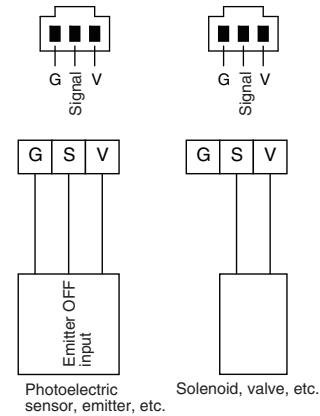 G Signal V
G Signal V
G S V
G S V
Emitter OFF
input
Photoelectric
sensor, emitter, etc.
Solenoid, valve, etc.